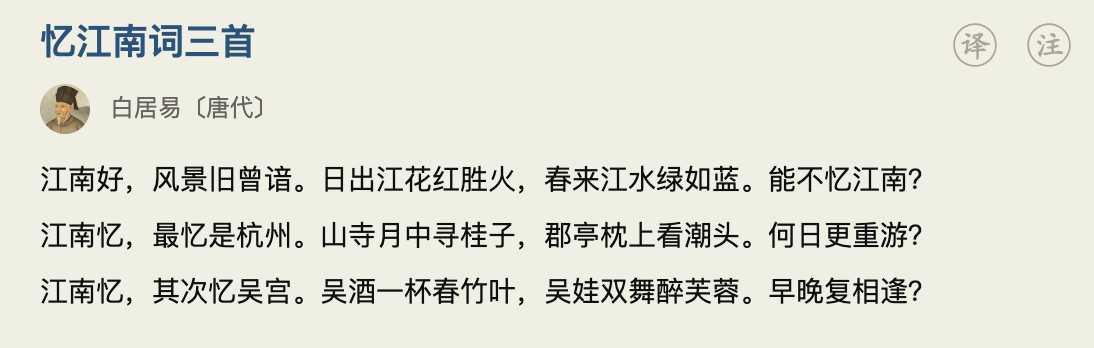 忆江南词三首
译 注
白居易〔唐代〕
江南好，风景旧曾谙。日出江花红胜火，春来江水绿如蓝。能不忆江南？
江南忆，最忆是杭州。山寺月中寻桂子，郡亭枕上看潮头。何日更重游？
江南忆，其次忆吴宫。吴酒一杯春竹叶，吴娃双舞醉芙蓉。早晚复相逢？